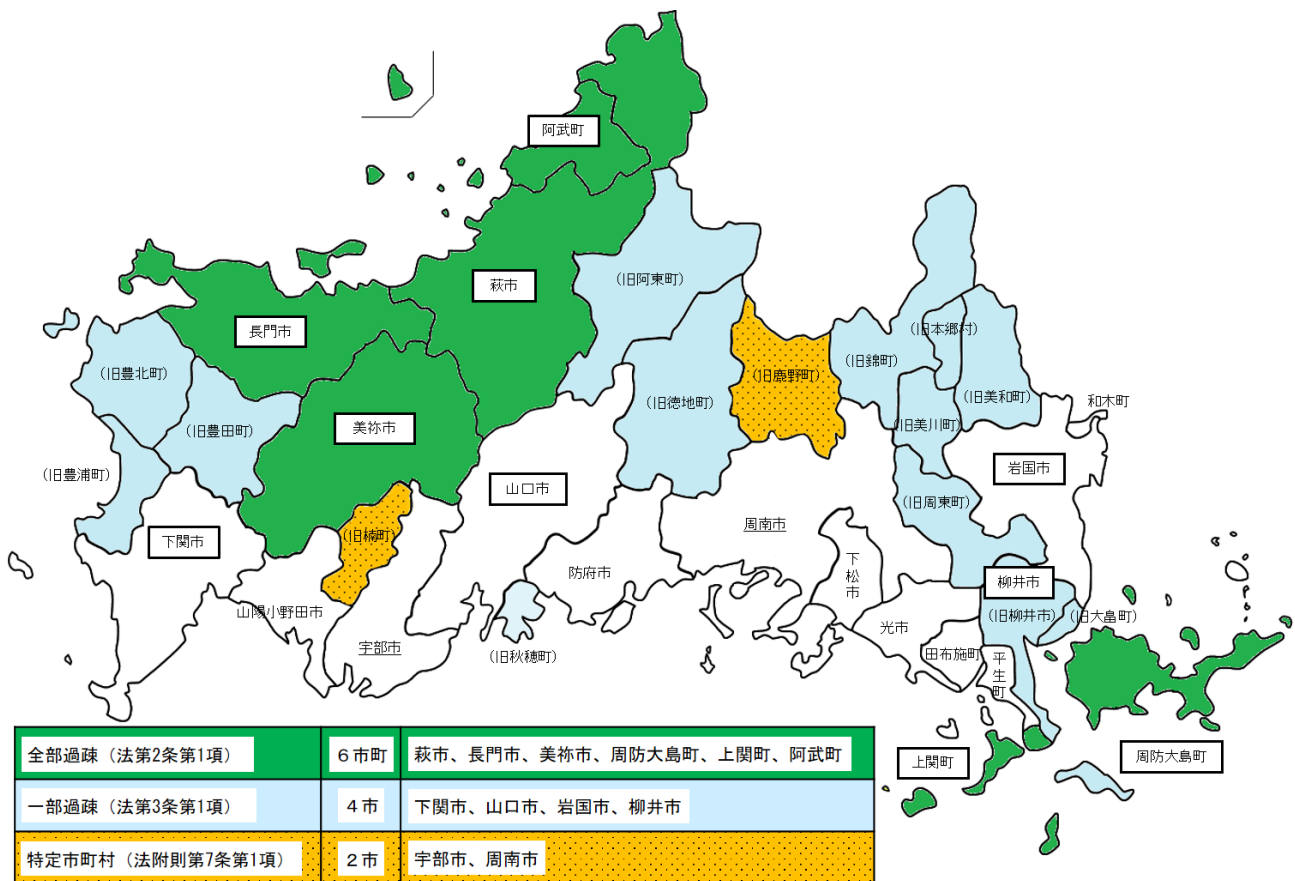 阿武町
萩市
(旧阿東町)
長門市
(旧本郷村)
(旧豊北町)
(旧錦町)
(旧鹿野町)
(旧美和町)
(旧徳地町)
和木町
(旧豊田町)
美祢市
(旧美川町)
(旧豊浦町)
岩国市
山口市
(旧周東町)
周南市
(旧楠町)
下関市
防府市
下松市
柳井市
山陽小野田市
(旧柳井市)
(旧大畠町)
光市
宇部市
(旧秋穂町)
田布施町
平生町
上関町
周防大島町
全部過疎(法第2条第1項) 6市町 萩市、長門市、美祢市、周防大島町、上関町、阿武町
一部過疎(法第3条第1項) 4市 下関市、山口市、岩国市、柳井市
特定市町村(法附則第7条第1項) 2市 宇部市、周南市